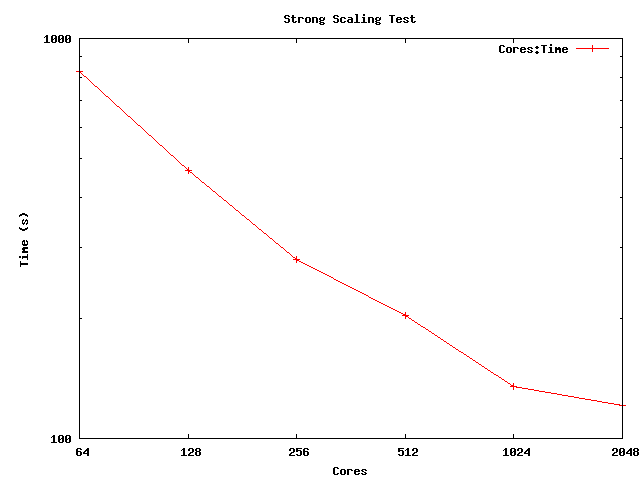 Strong Scaling Test
1000
Cores:Time
Time (s)
100
64 128 256 512 1024 2048
Cores